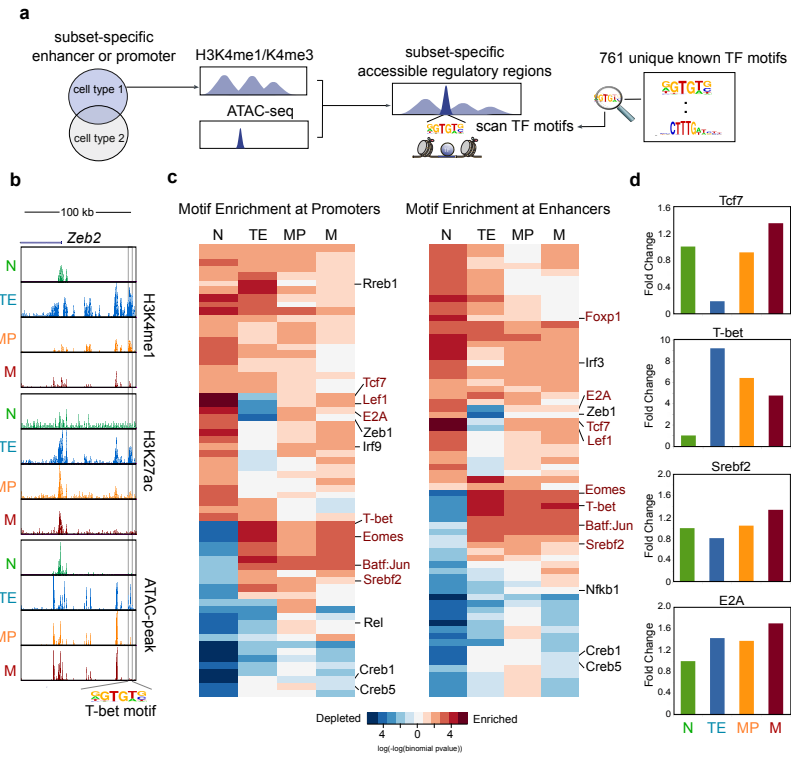 a
subset-specific
enhancer or promoter
cell type 1
cell type 2
H3K4me1/K4me3
ATAC-seq
subset-specific
accessible regulatory regions
GTGT
scan TF motifs
761 unique known TF motifs
GTGT
CTTTG
b
100 kb
Zeb2
N
TE
MP
M
H3K4me1
N
TE
MP
M
H3K27ac
N
TE
MP
M
ATAC-peak
GTGT
T-bet motif
c
Motif Enrichment at Promoters
N TE MP M
Rreb1
Tcf7
Lef1
E2A
Zeb1
Irf9
T-bet
Eomes
Batf:Jun
Srebf2
Rel
Creb1
Creb5
Motif Enrichment at Enhancers
N TE MP M
Foxp1
Irf3
E2A
Zeb1
Tcf7
Lef1
Eomes
T-bet
Batf:Jun
Srebf2
Nfkb1
Creb1
Creb5
Depleted Enriched
4 0 4
log(-log(binomial pvalue))
d
Tcf7
Fold Change
1.6
1.2
0.8
0.4
0
T-bet
Fold Change
10
8
6
4
2
0
Srebf2
Fold Change
2.0
1.5
1.0
0.5
0
E2A
Fold Change
2.0
1.6
1.2
0.8
0.4
0
N TE MP M